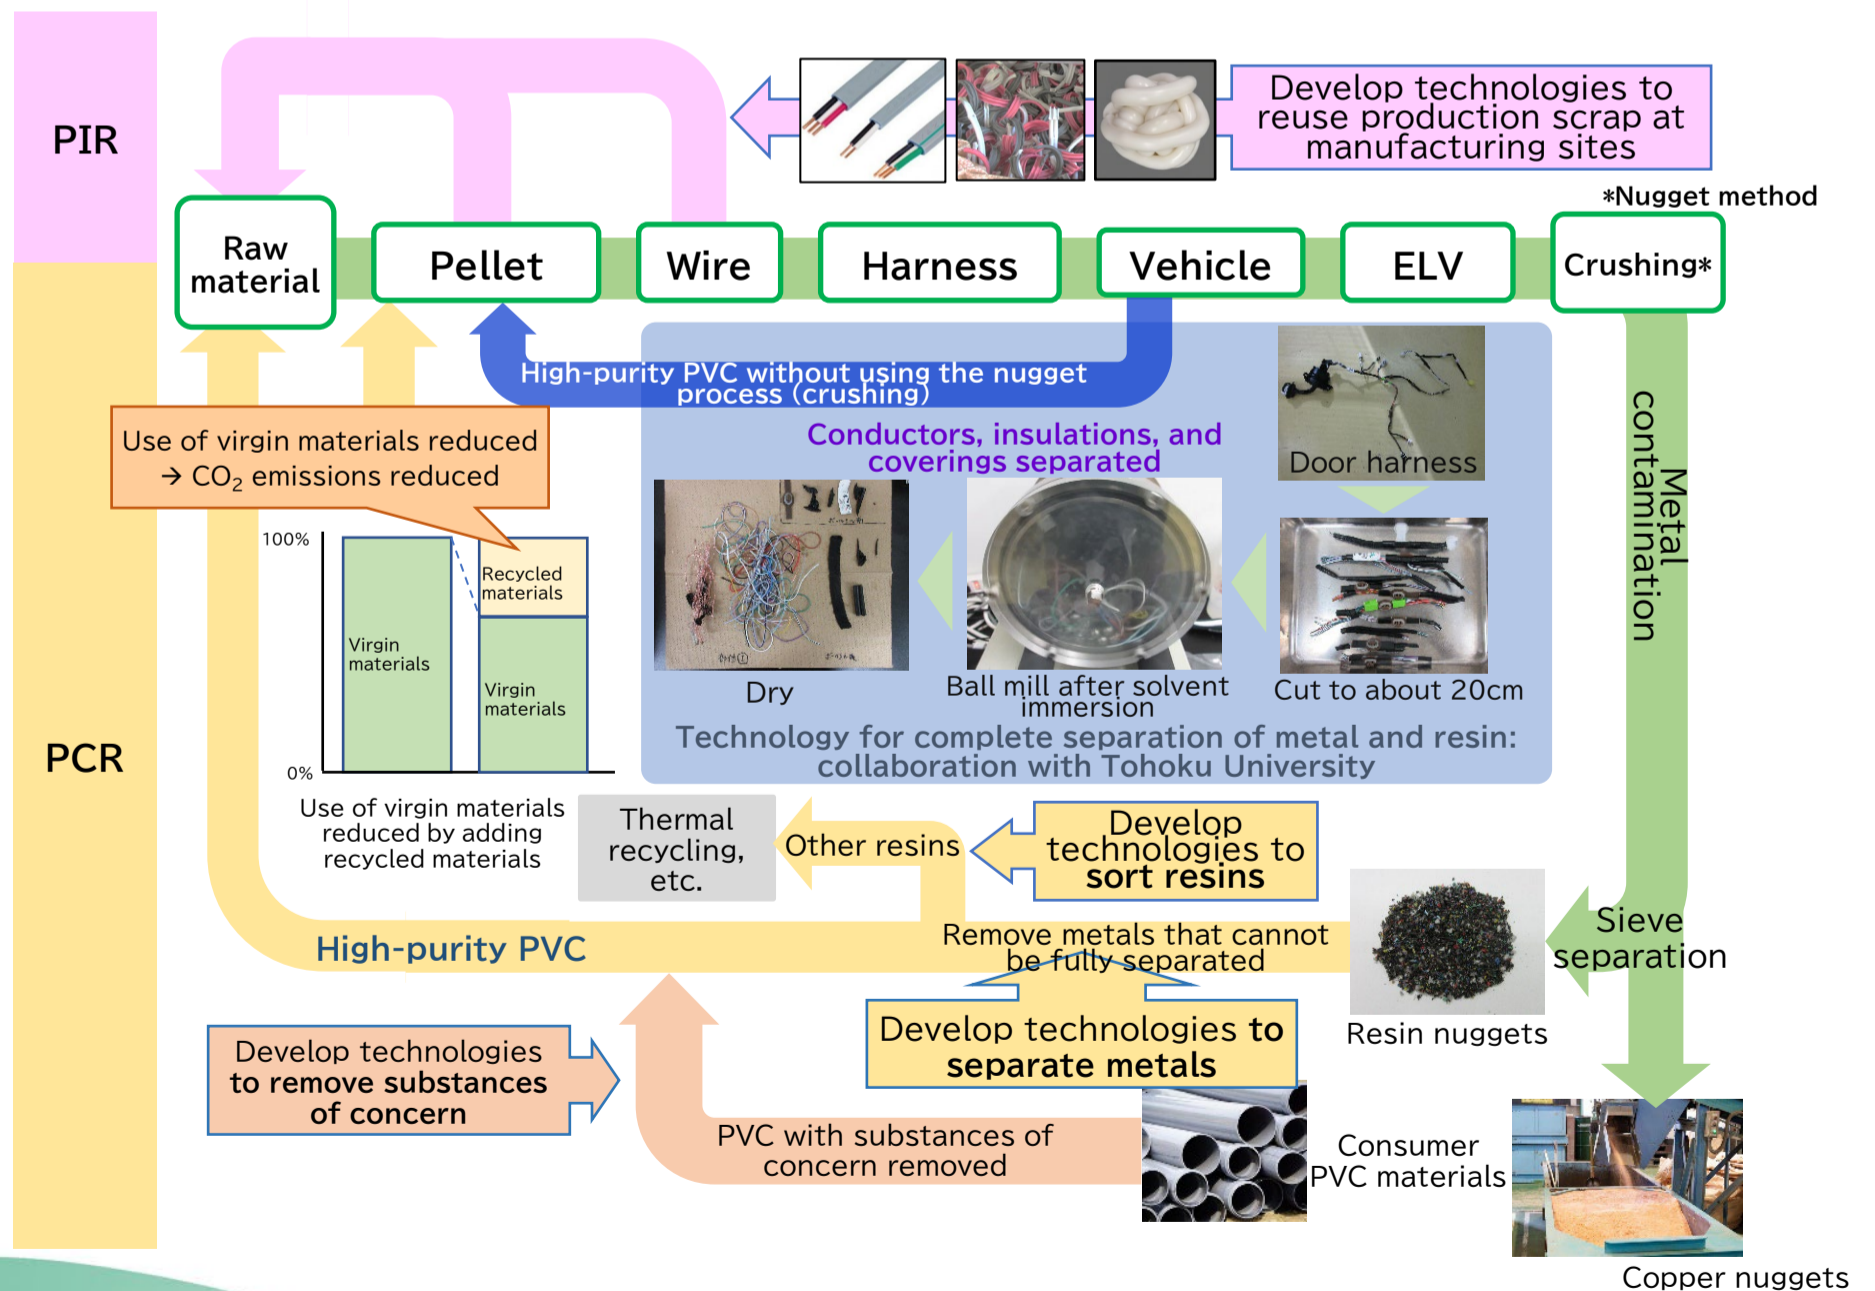 PIR
Develop technologies to
reuse production scrap at
manufacturing sites
*Nugget method
Raw
material
Pellet
Wire
Harness
Vehicle
ELV
Crushing*
High-purity PVC without using the nugget
process (crushing)
Conductors, insulations, and
coverings separated
Door harness
Metal
contamination
Use of virgin materials reduced
→ CO₂ emissions reduced
100%
Recycled
materials
Virgin
materials
Virgin
materials
0%
Use of virgin materials
reduced by adding
recycled materials
Dry
Ball mill after solvent
immersion
Cut to about 20cm
Technology for complete separation of metal and resin:
collaboration with Tohoku University
PCR
Thermal
recycling,
etc.
Other resins
Develop
technologies to
sort resins
High-purity PVC
Remove metals that cannot
be fully separated
Sieve
separation
Resin nuggets
Develop technologies to
separate metals
Develop technologies
to remove substances
of concern
PVC with substances of
concern removed
Consumer
PVC materials
Copper nuggets